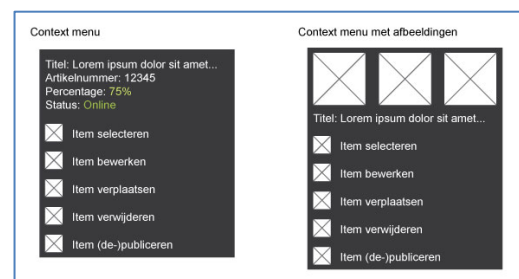 Context menu
Titel: Lorem ipsum dolor sit amet...
Artikelnummer: 12345
Percentage: 75%
Status: Online
Item selecteren
Item bewerken
Item verplaatsen
Item verwijderen
Item (de-)publiceren
Context menu met afbeeldingen
Titel: Lorem ipsum dolor sit amet...
Item selecteren
Item bewerken
Item verplaatsen
Item verwijderen
Item (de-)publiceren